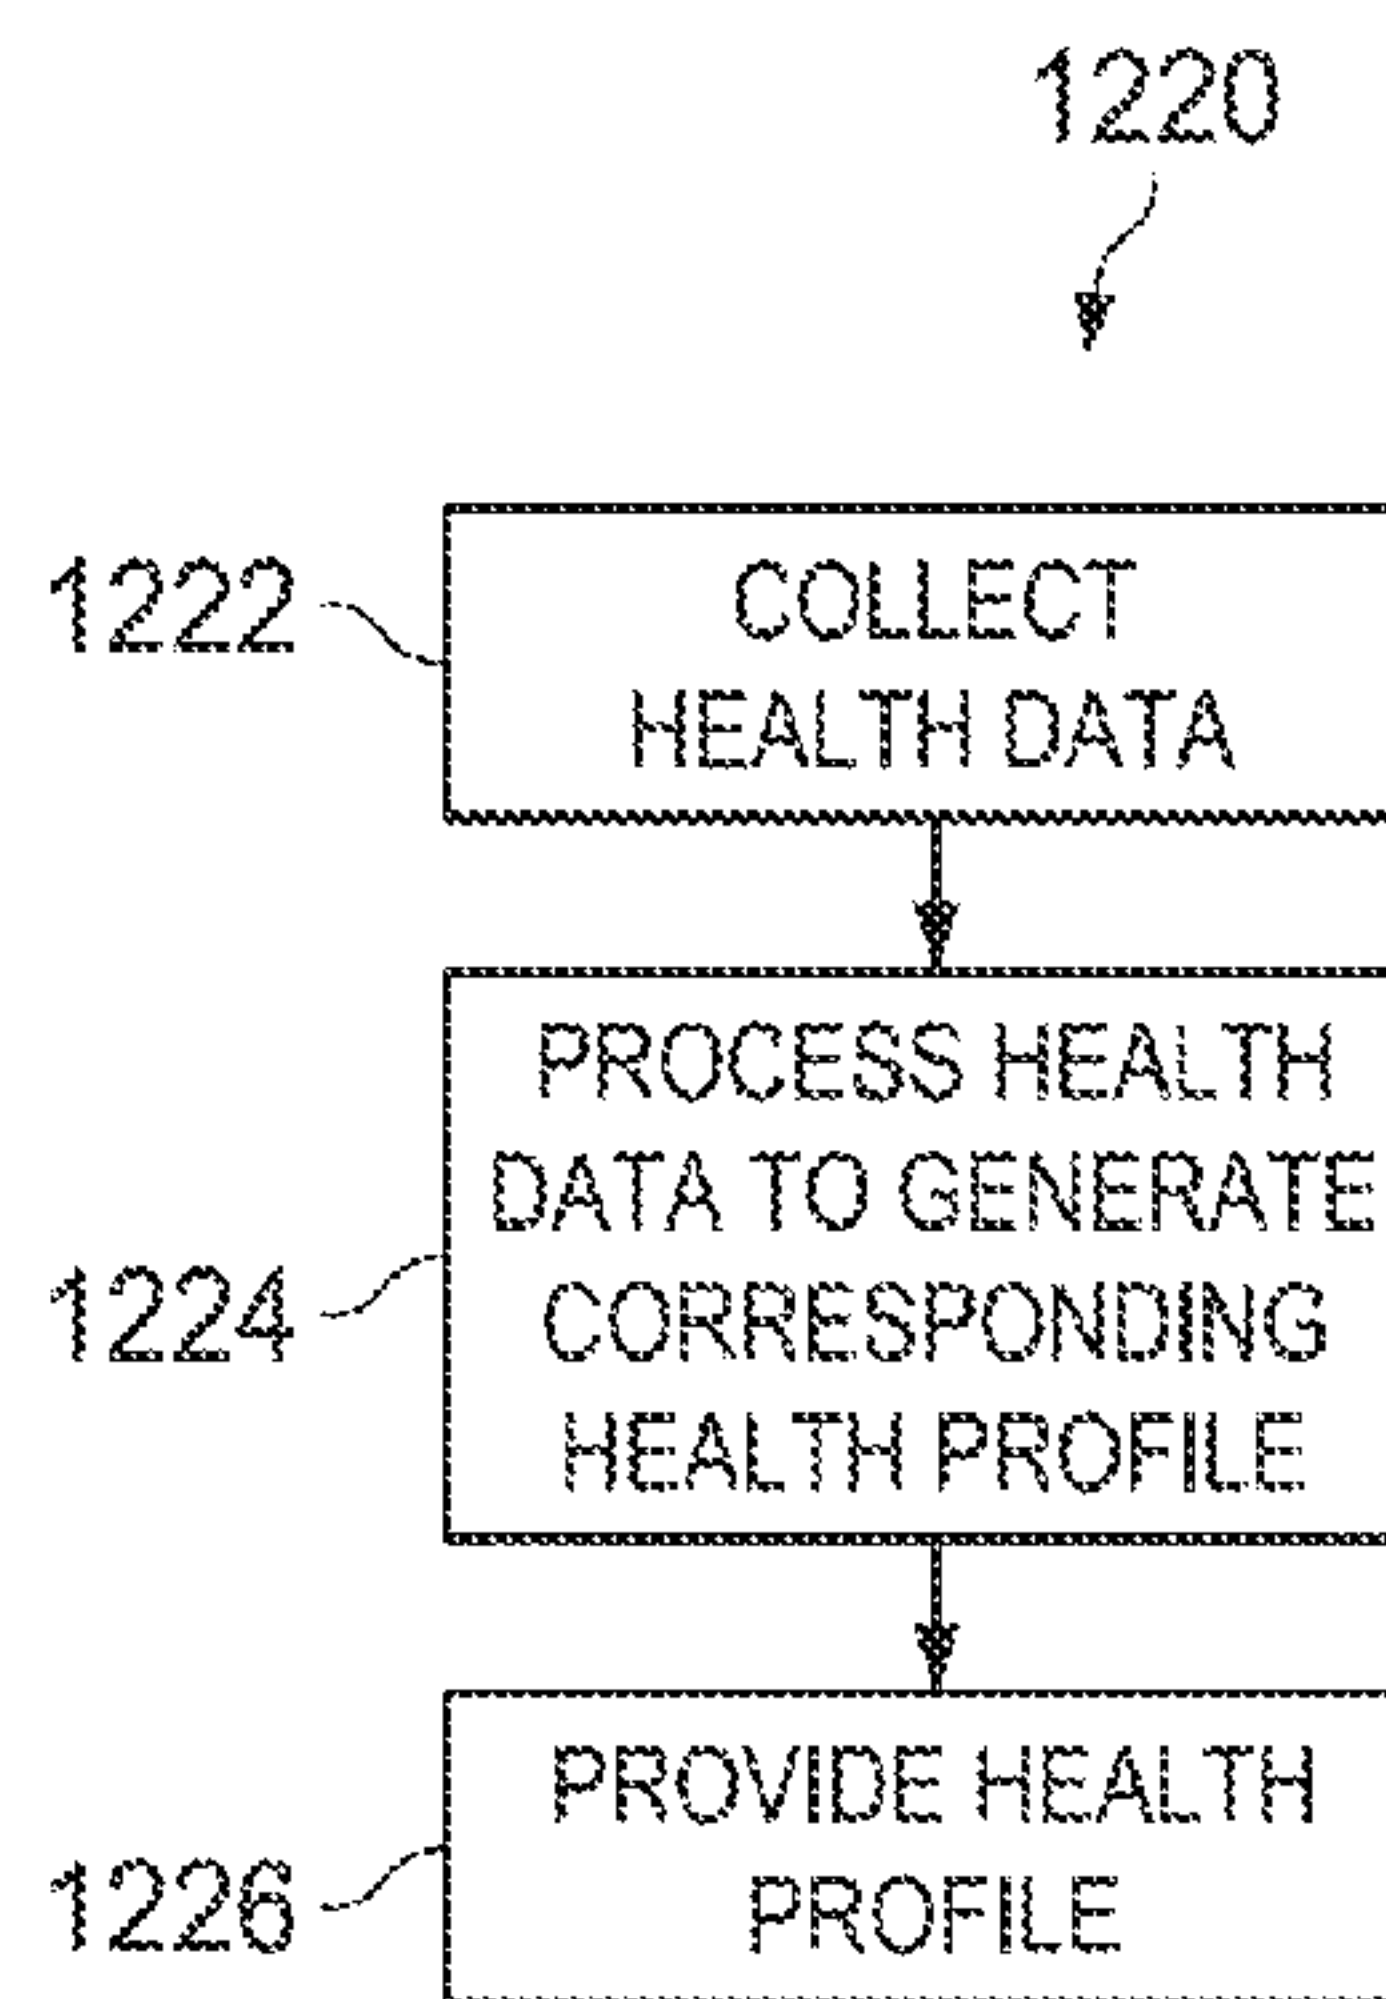 1220
1222
COLLECT
HEALTH DATA
PROCESS HEALTH
DATA TO GENERATE
1224
CORRESPONDING
HEALTH PROFILE
PROVIDE HEALTH
1226
PROFILE